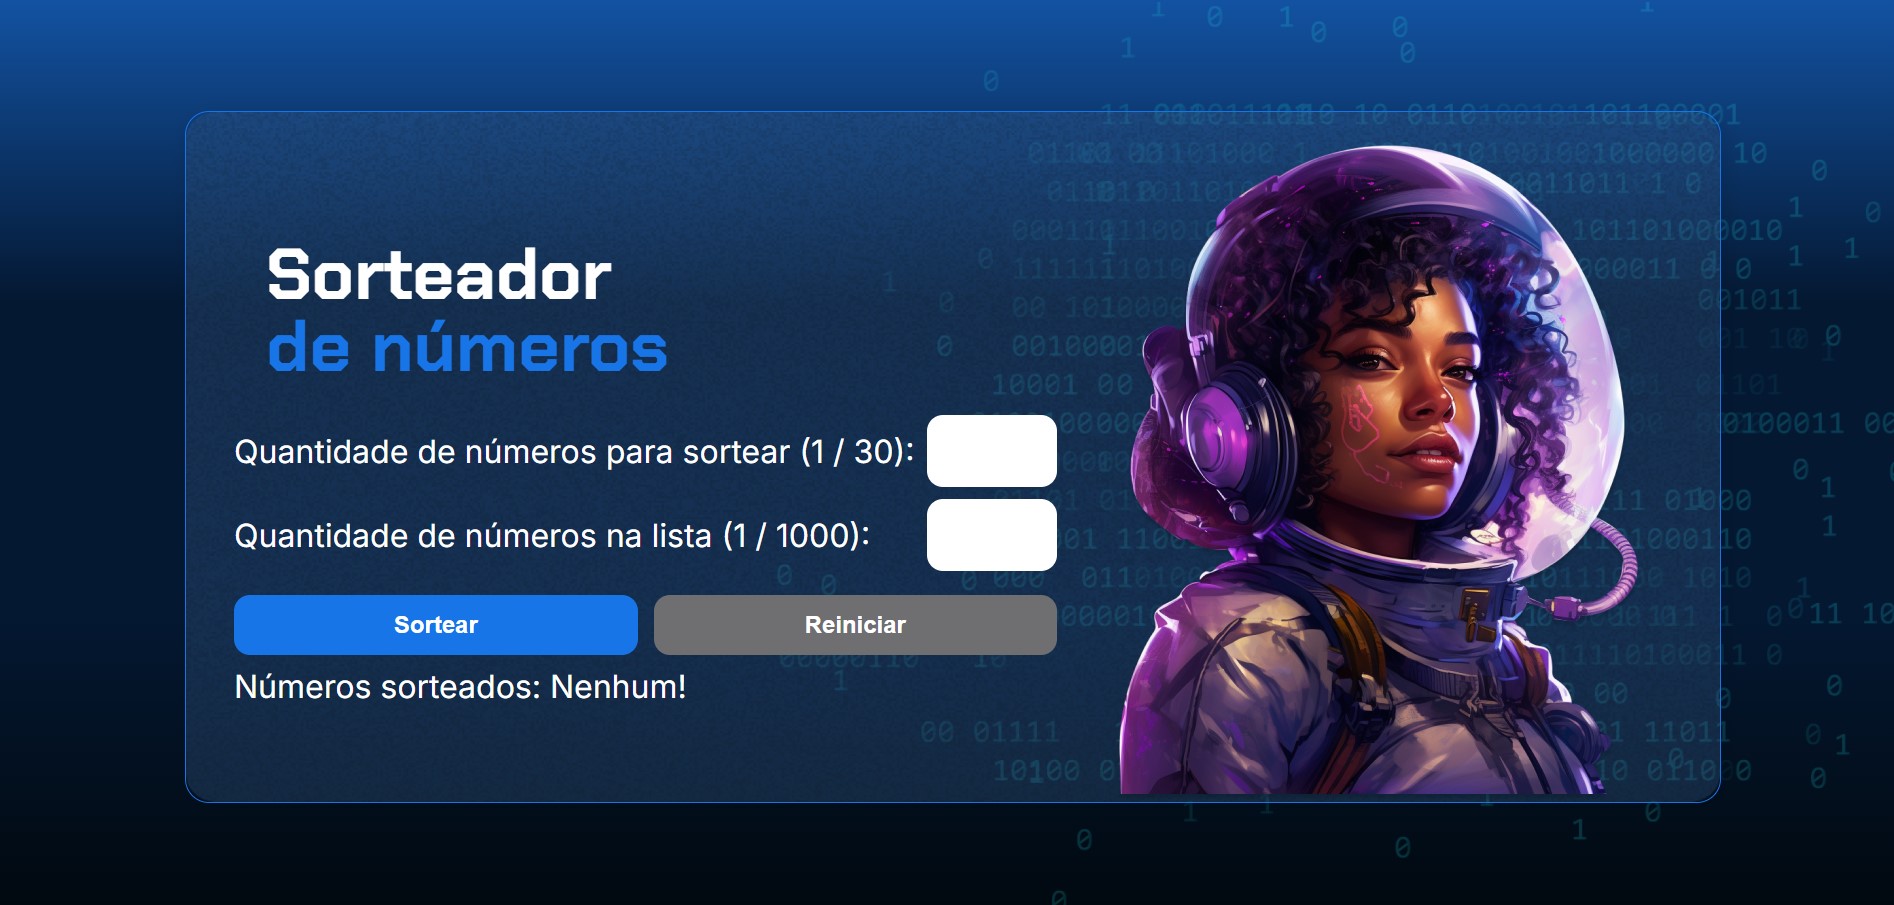 Sorteador
de números
Quantidade de números para sortear (1 / 30):
Quantidade de números na lista (1 / 1000):
Sortear
Reiniciar
Números sorteados: Nenhum!